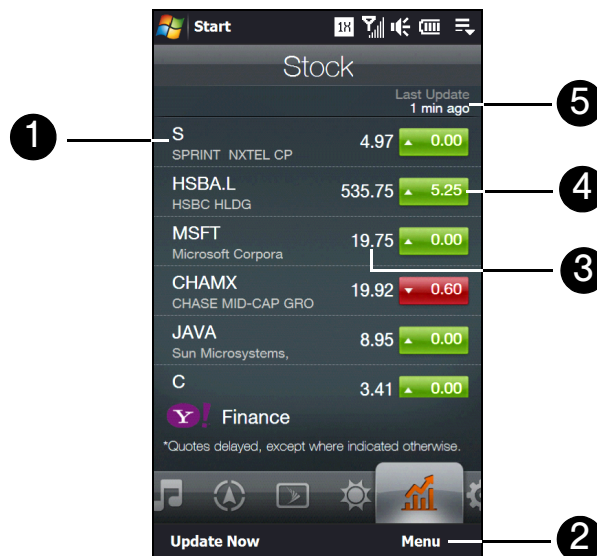 Start
1X
Stock
Last Update
1 min ago
5
1
S
4.97
0.00
SPRINT NXTEL CP
HSBA.L
535.75
5.25
4
HSBC HLDG
MSFT
19.75
0.00
Microsoft Corpora
3
CHAMX
19.92
0.60
CHASE MID-CAP GRO
JAVA
8.95
0.00
Sun Microsystems,
C
3.41
0.00
Y! Finance
*Quotes delayed, except where indicated otherwise.
Update Now
Menu
2